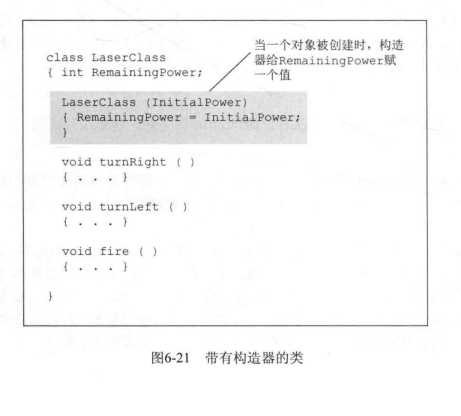 当一个对象被创建时，构造
器给RemainingPower赋
一个值
class LaserClass
{ int RemainingPower;
LaserClass (InitialPower)
{ RemainingPower = InitialPower;
}
void turnRight ( )
{ . . . }
void turnLeft ( )
{ . . . }
void fire ( )
{ . . . }
}
图6-21 带有构造器的类